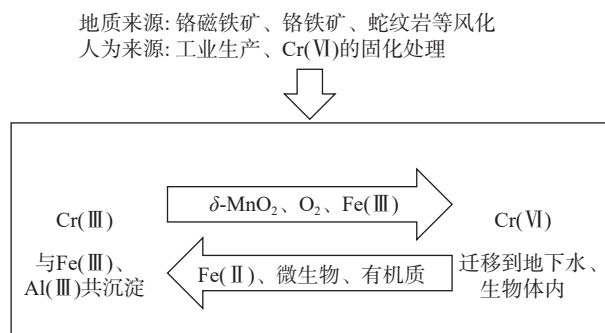 地质来源: 铬磁铁矿、铬铁矿、蛇纹岩等风化
人为来源: 工业生产、Cr(Ⅵ)的固化处理
δ-MnO₂、O₂、Fe(Ⅲ)
Cr(Ⅲ)
Cr(Ⅵ)
与Fe(Ⅲ)、
Al(Ⅲ)共沉淀
Fe(Ⅱ)、微生物、有机质
迁移到地下水、
生物体内